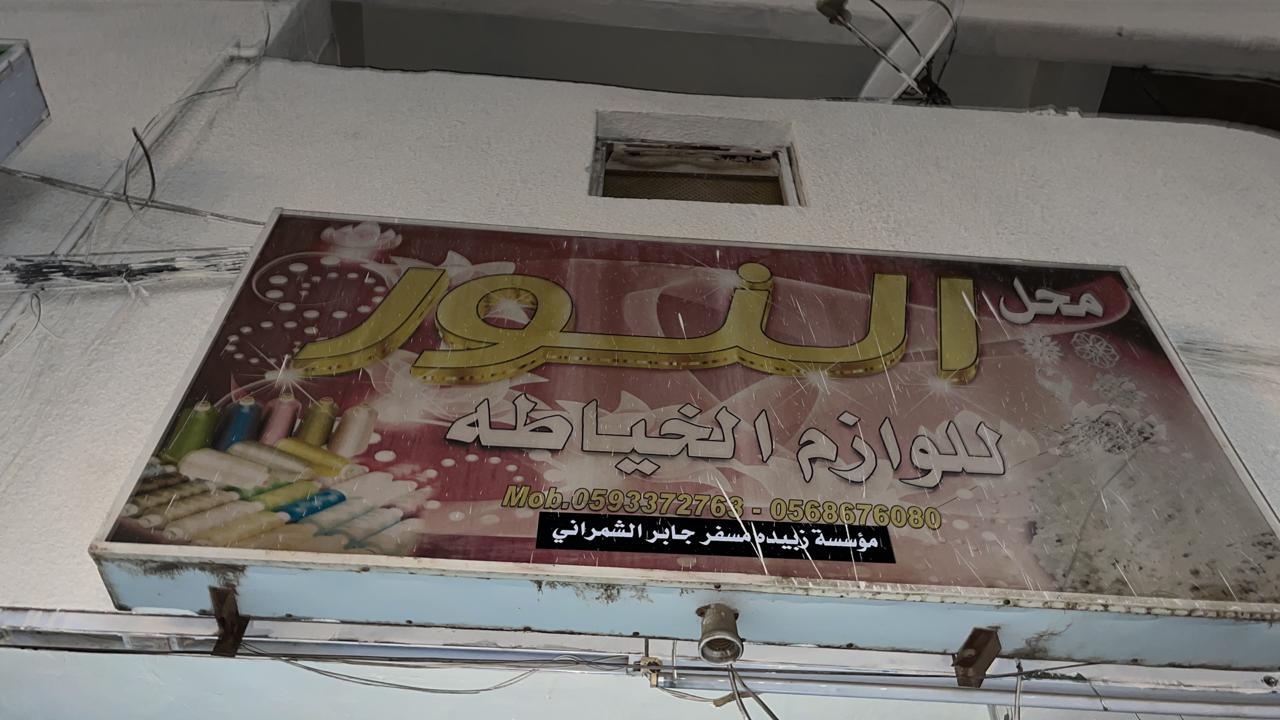 محل النور
للوازم الخياطه
Mob.0593372763 - 0568676080
مؤسسة زبيده مسفر جابر الشمراني